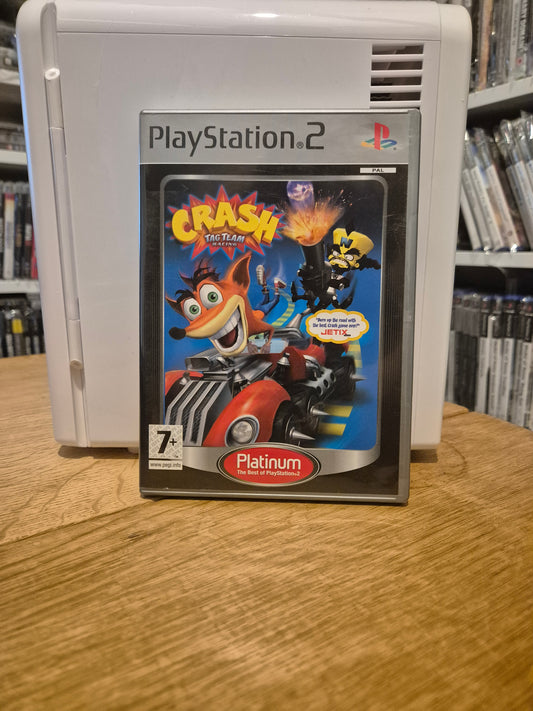 PlayStation®2
PAL
CRASH
TAG TEAM
RACING
N
"Burn up the road with
the best Crash game ever!"
JETIX
7+
www.pegi.info
Platinum
The Best of PlayStation®2